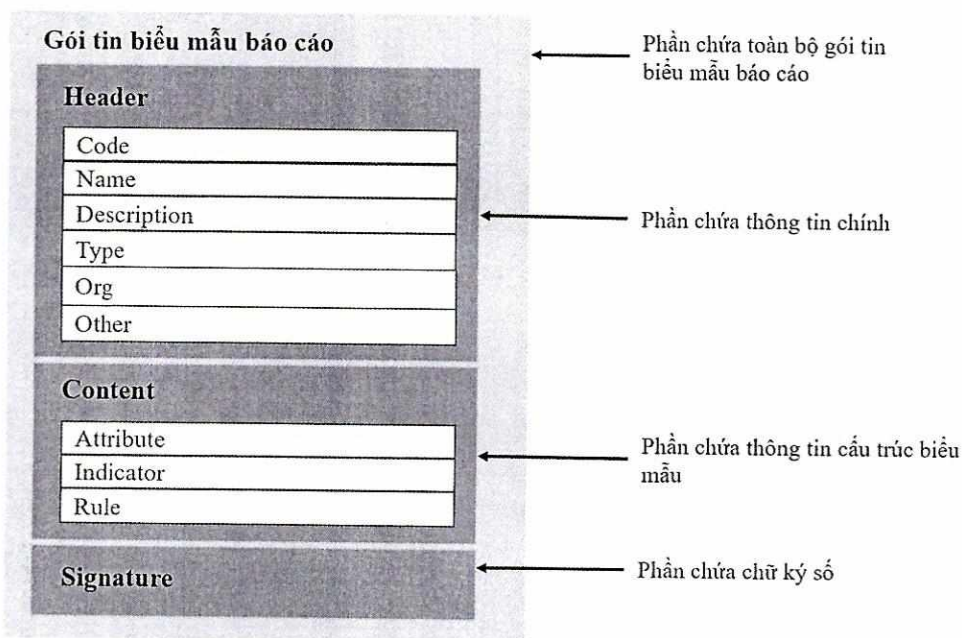 Gói tin biểu mẫu báo cáo
Phần chứa toàn bộ gói tin
biểu mẫu báo cáo
Header
Code
Name
Description
Type
Org
Other
Phần chứa thông tin chính
Content
Attribute
Indicator
Rule
Phần chứa thông tin cấu trúc biểu
mẫu
Signature
Phần chứa chữ ký số